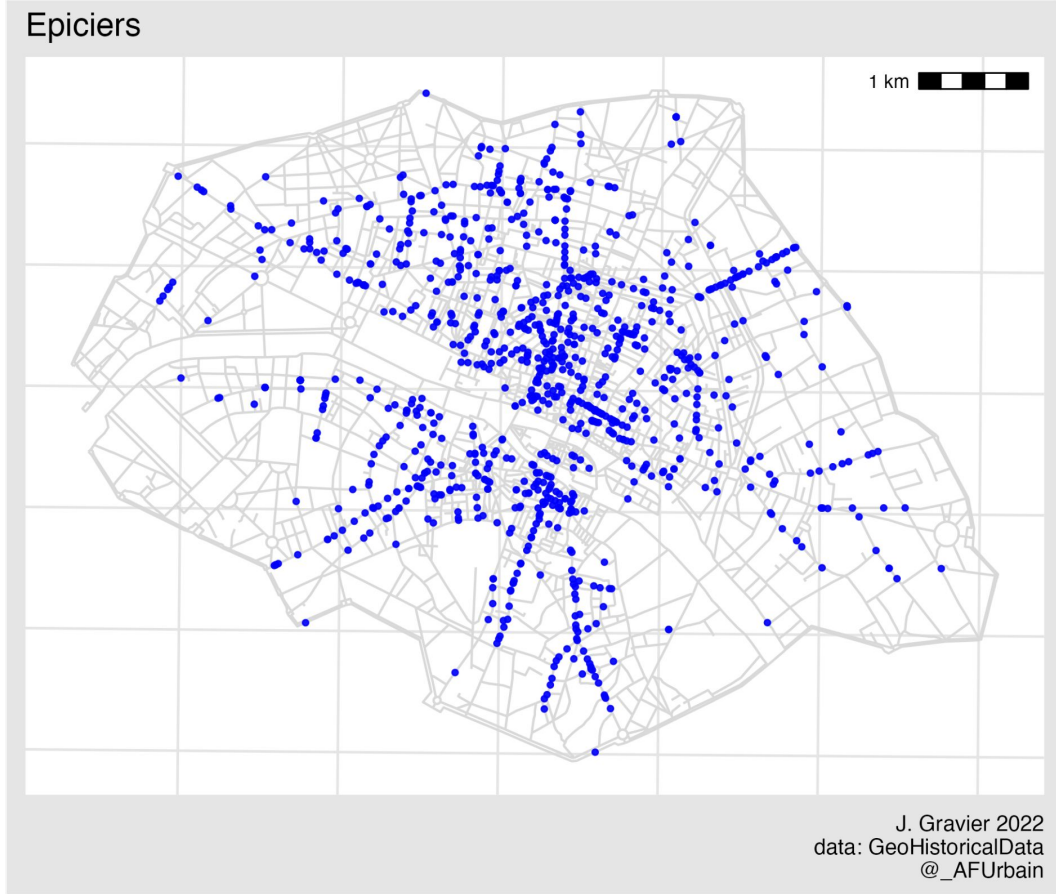 Epiciers
1 km
J. Gravier 2022
data: GeoHistoricalData
@_AFUrbain